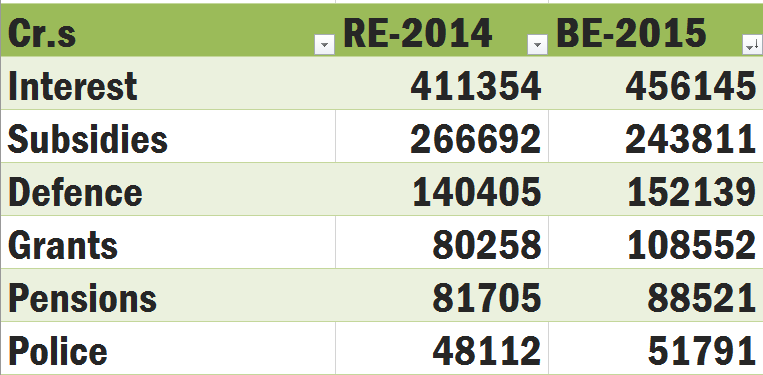 Cr.s RE-2014 BE-2015
Interest 411354 456145
Subsidies 266692 243811
Defence 140405 152139
Grants 80258 108552
Pensions 81705 88521
Police 48112 51791